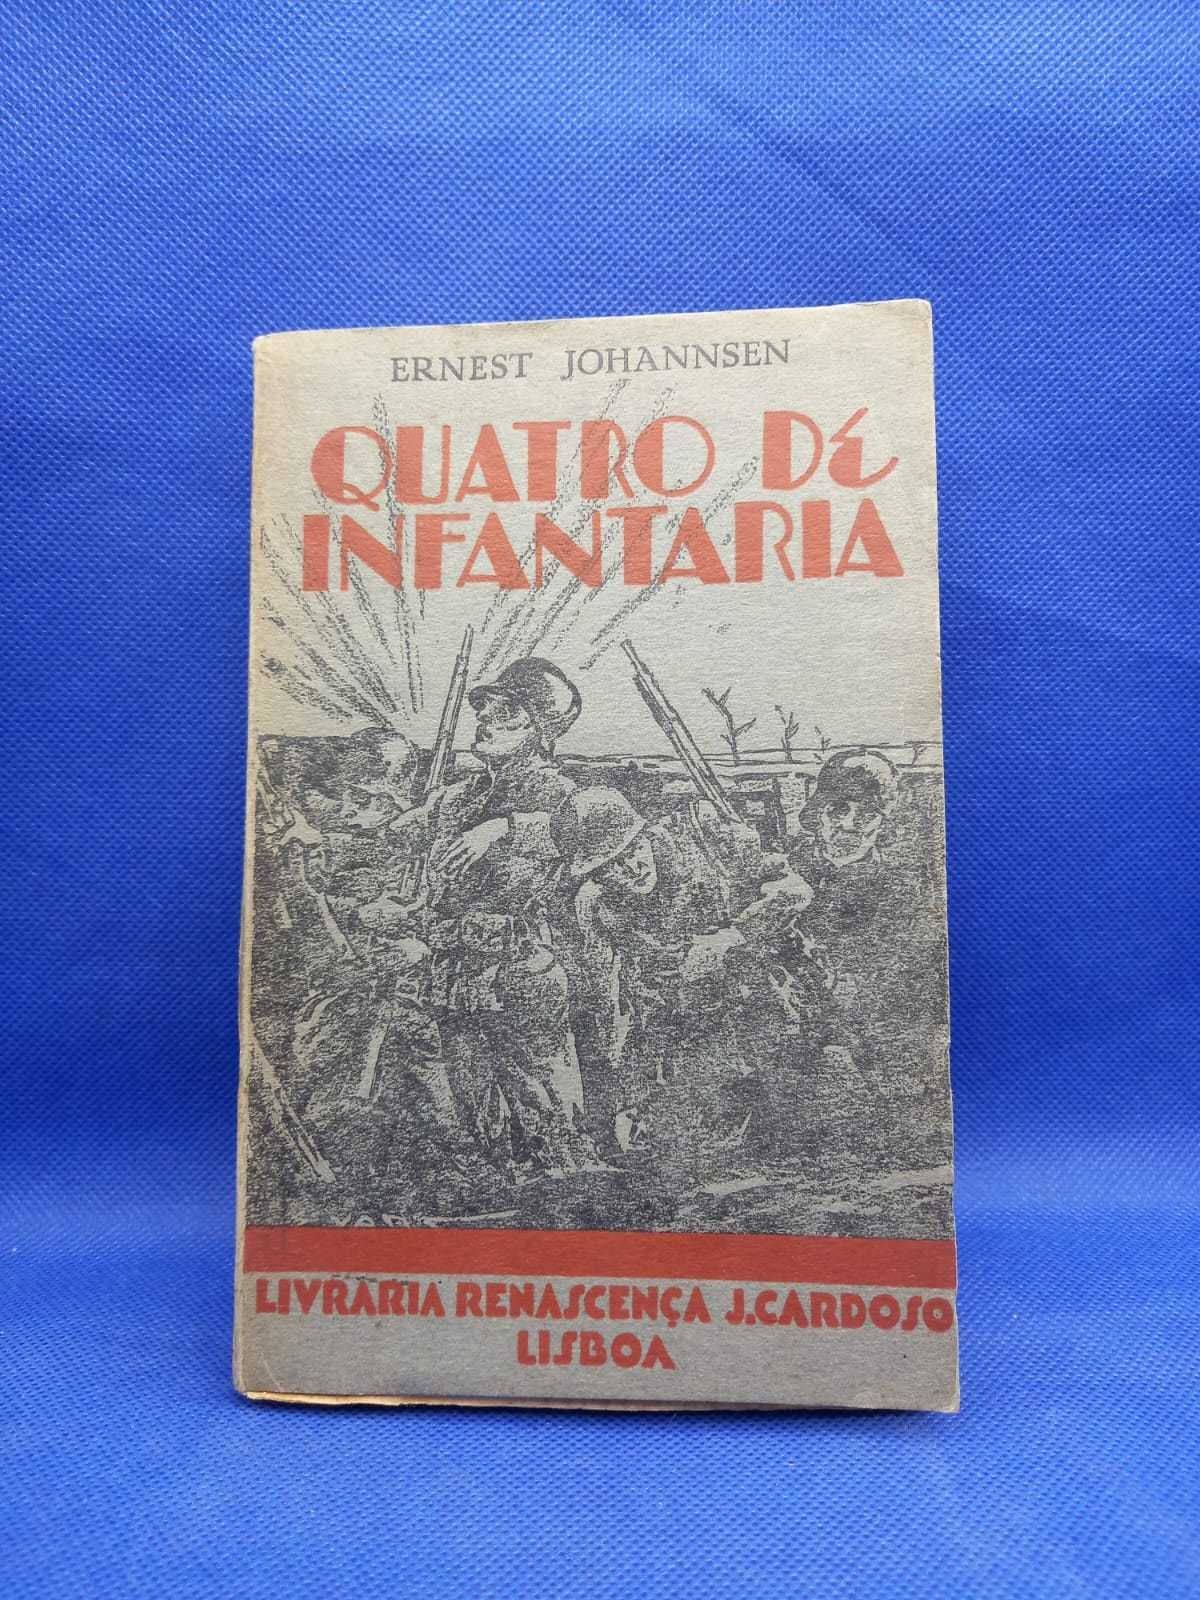 ERNEST JOHANNSEN
QUATRO DE
INFANTARIA
LIVRARIA RENASCENÇA J. CARDOSO
LISBOA